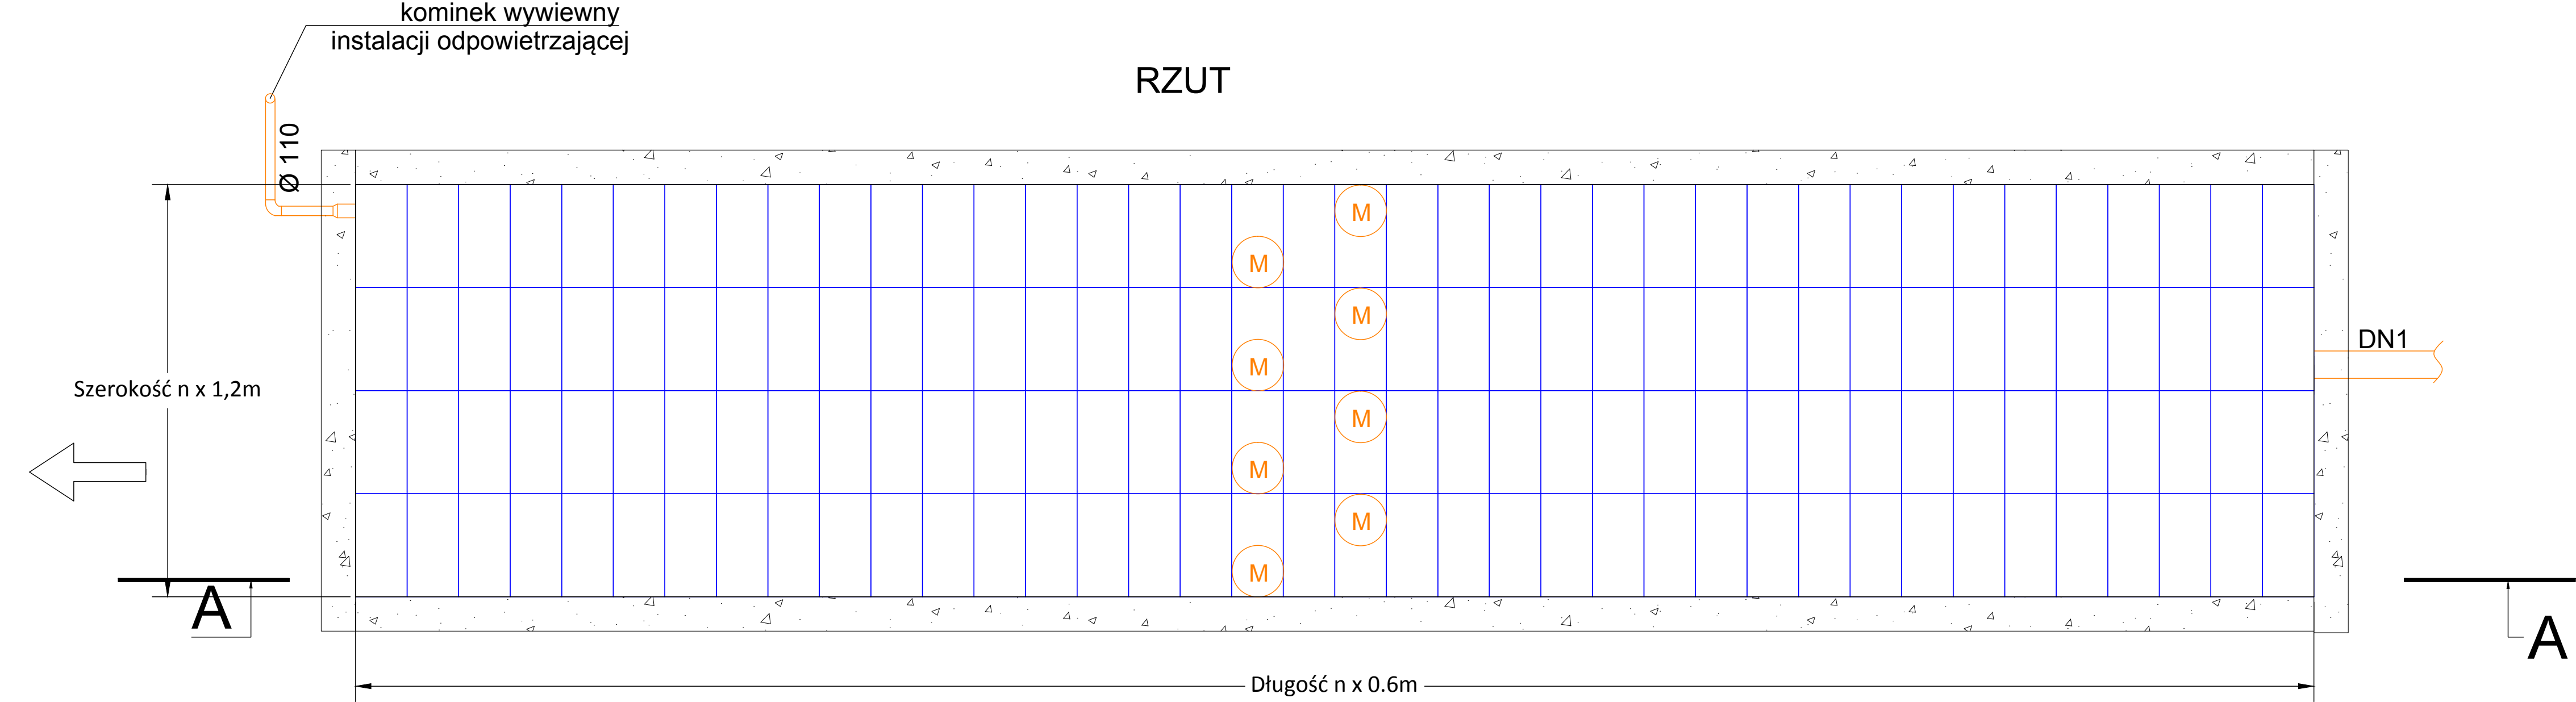 kominek wywiewny
instalacji odpowietrzającej
RZUT
Ø 110
M
M
M
M
DN1
M
Szerokość n x 1,2m
M
M
M
A
A
Długość n x 0.6m